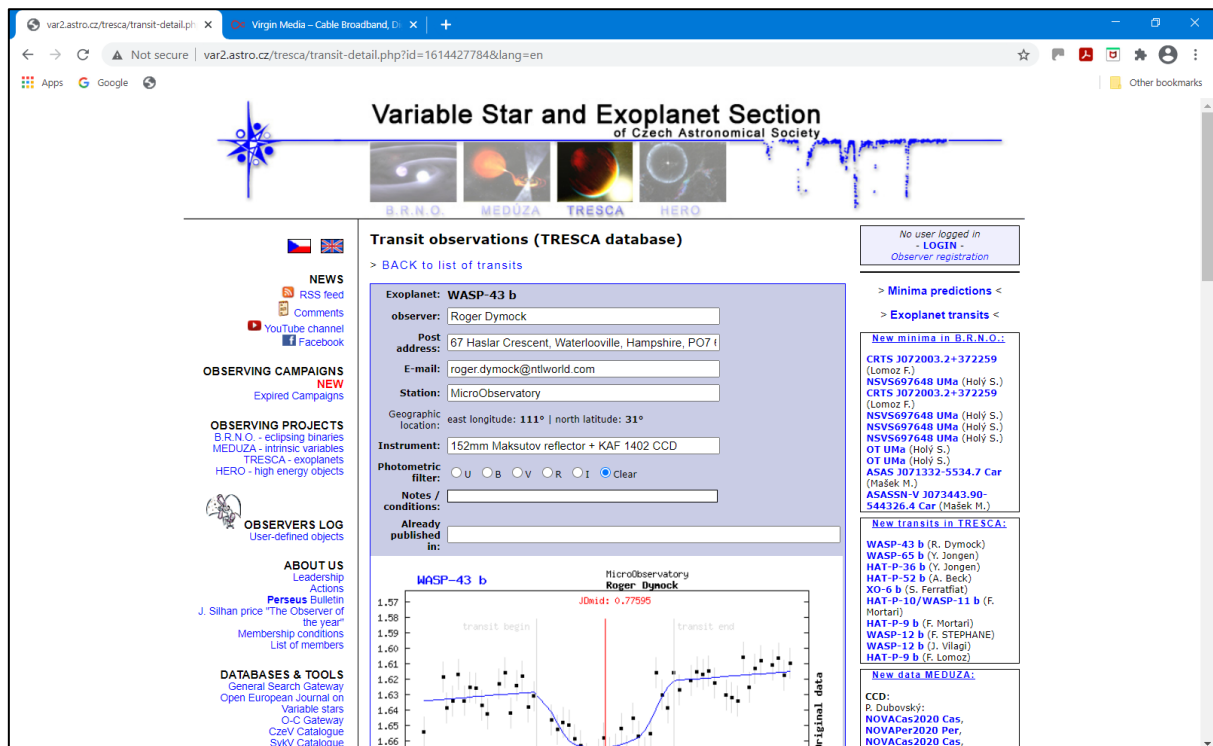 var2.astro.cz/tresca/transit-detail.ph
Virgin Media – Cable Broadband, Di
Not secure | var2.astro.cz/tresca/transit-detail.php?id=1614427784&lang=en
Apps Google
Other bookmarks
Variable Star and Exoplanet Section
of Czech Astronomical Society
B.R.N.O. MEDÚZA TRESCA HERO
NEWS
RSS feed
Comments
YouTube channel
Facebook
OBSERVING CAMPAIGNS
NEW
Expired Campaigns
OBSERVING PROJECTS
B.R.N.O. - eclipsing binaries
MEDUZA - intrinsic variables
TRESCA - exoplanets
HERO - high energy objects
OBSERVERS LOG
User-defined objects
ABOUT US
Leadership
Actions
Perseus Bulletin
J. Silhan price "The Observer of
the year"
Membership conditions
List of members
DATABASES & TOOLS
General Search Gateway
Open European Journal on
Variable stars
O-C Gateway
CzeV Catalogue
SvkV Catalogue
Transit observations (TRESCA database)
> BACK to list of transits
Exoplanet: WASP-43 b
observer: Roger Dymock
Post
address: 67 Haslar Crescent, Waterlooville, Hampshire, PO7 6
E-mail: roger.dymock@ntlworld.com
Station: MicroObservatory
Geographic
location: east longitude: 111° | north latitude: 31°
Instrument: 152mm Maksutov reflector + KAF 1402 CCD
Photometric
filter: U B V R I Clear
Notes /
conditions:
Already
published
in:
WASP-43 b
MicroObservatory
Roger Dymock
JDmid: 0.77595
transit begin
transit end
1.57
1.58
1.59
1.60
1.61
1.62
1.63
1.64
1.65
1.66
Original data
No user logged in
- LOGIN -
Observer registration
> Minima predictions <
> Exoplanet transits <
New minima in B.R.N.O.:
CRTS J072003.2+372259
(Lomoz F.)
NSVS697648 UMa (Holý S.)
CRTS J072003.2+372259
(Lomoz F.)
NSVS697648 UMa (Holý S.)
NSVS697648 UMa (Holý S.)
NSVS697648 UMa (Holý S.)
OT UMa (Holý S.)
OT UMa (Holý S.)
ASAS J071332-5534.7 Car
(Mašek M.)
ASASSN-V J073443.90-
544326.4 Car (Mašek M.)
New transits in TRESCA:
WASP-43 b (R. Dymock)
WASP-65 b (Y. Jongen)
HAT-P-36 b (Y. Jongen)
HAT-P-52 b (A. Beck)
XO-6 b (S. Ferratfiat)
HAT-P-10/WASP-11 b (F.
Mortari)
HAT-P-9 b (F. Mortari)
WASP-12 b (F. STEPHANE)
WASP-12 b (J. Vilagi)
HAT-P-9 b (F. Lomoz)
New data MEDUZA:
CCD:
P. Dubovský:
NOVACas2020 Cas,
NOVAPer2020 Per,
NOVACas2020 Cas,